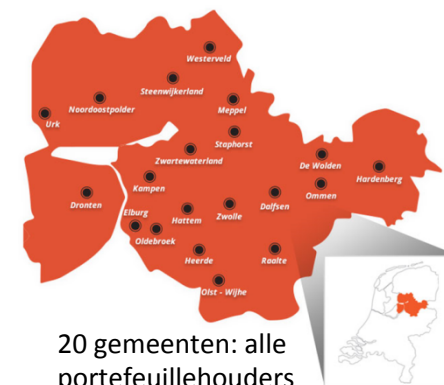 Westerveld
Steenwijkerland
Noordoostpolder
Meppel
Urk
Staphorst
Zwartewaterland
De Wolden
Hardenberg
Kampen
Dronten
Ommen
Elburg
Hattem
Zwolle
Dalfsen
Oldebroek
Heerde
Raalte
Olst - Wijhe
20 gemeenten: alle
portefeuillehouders